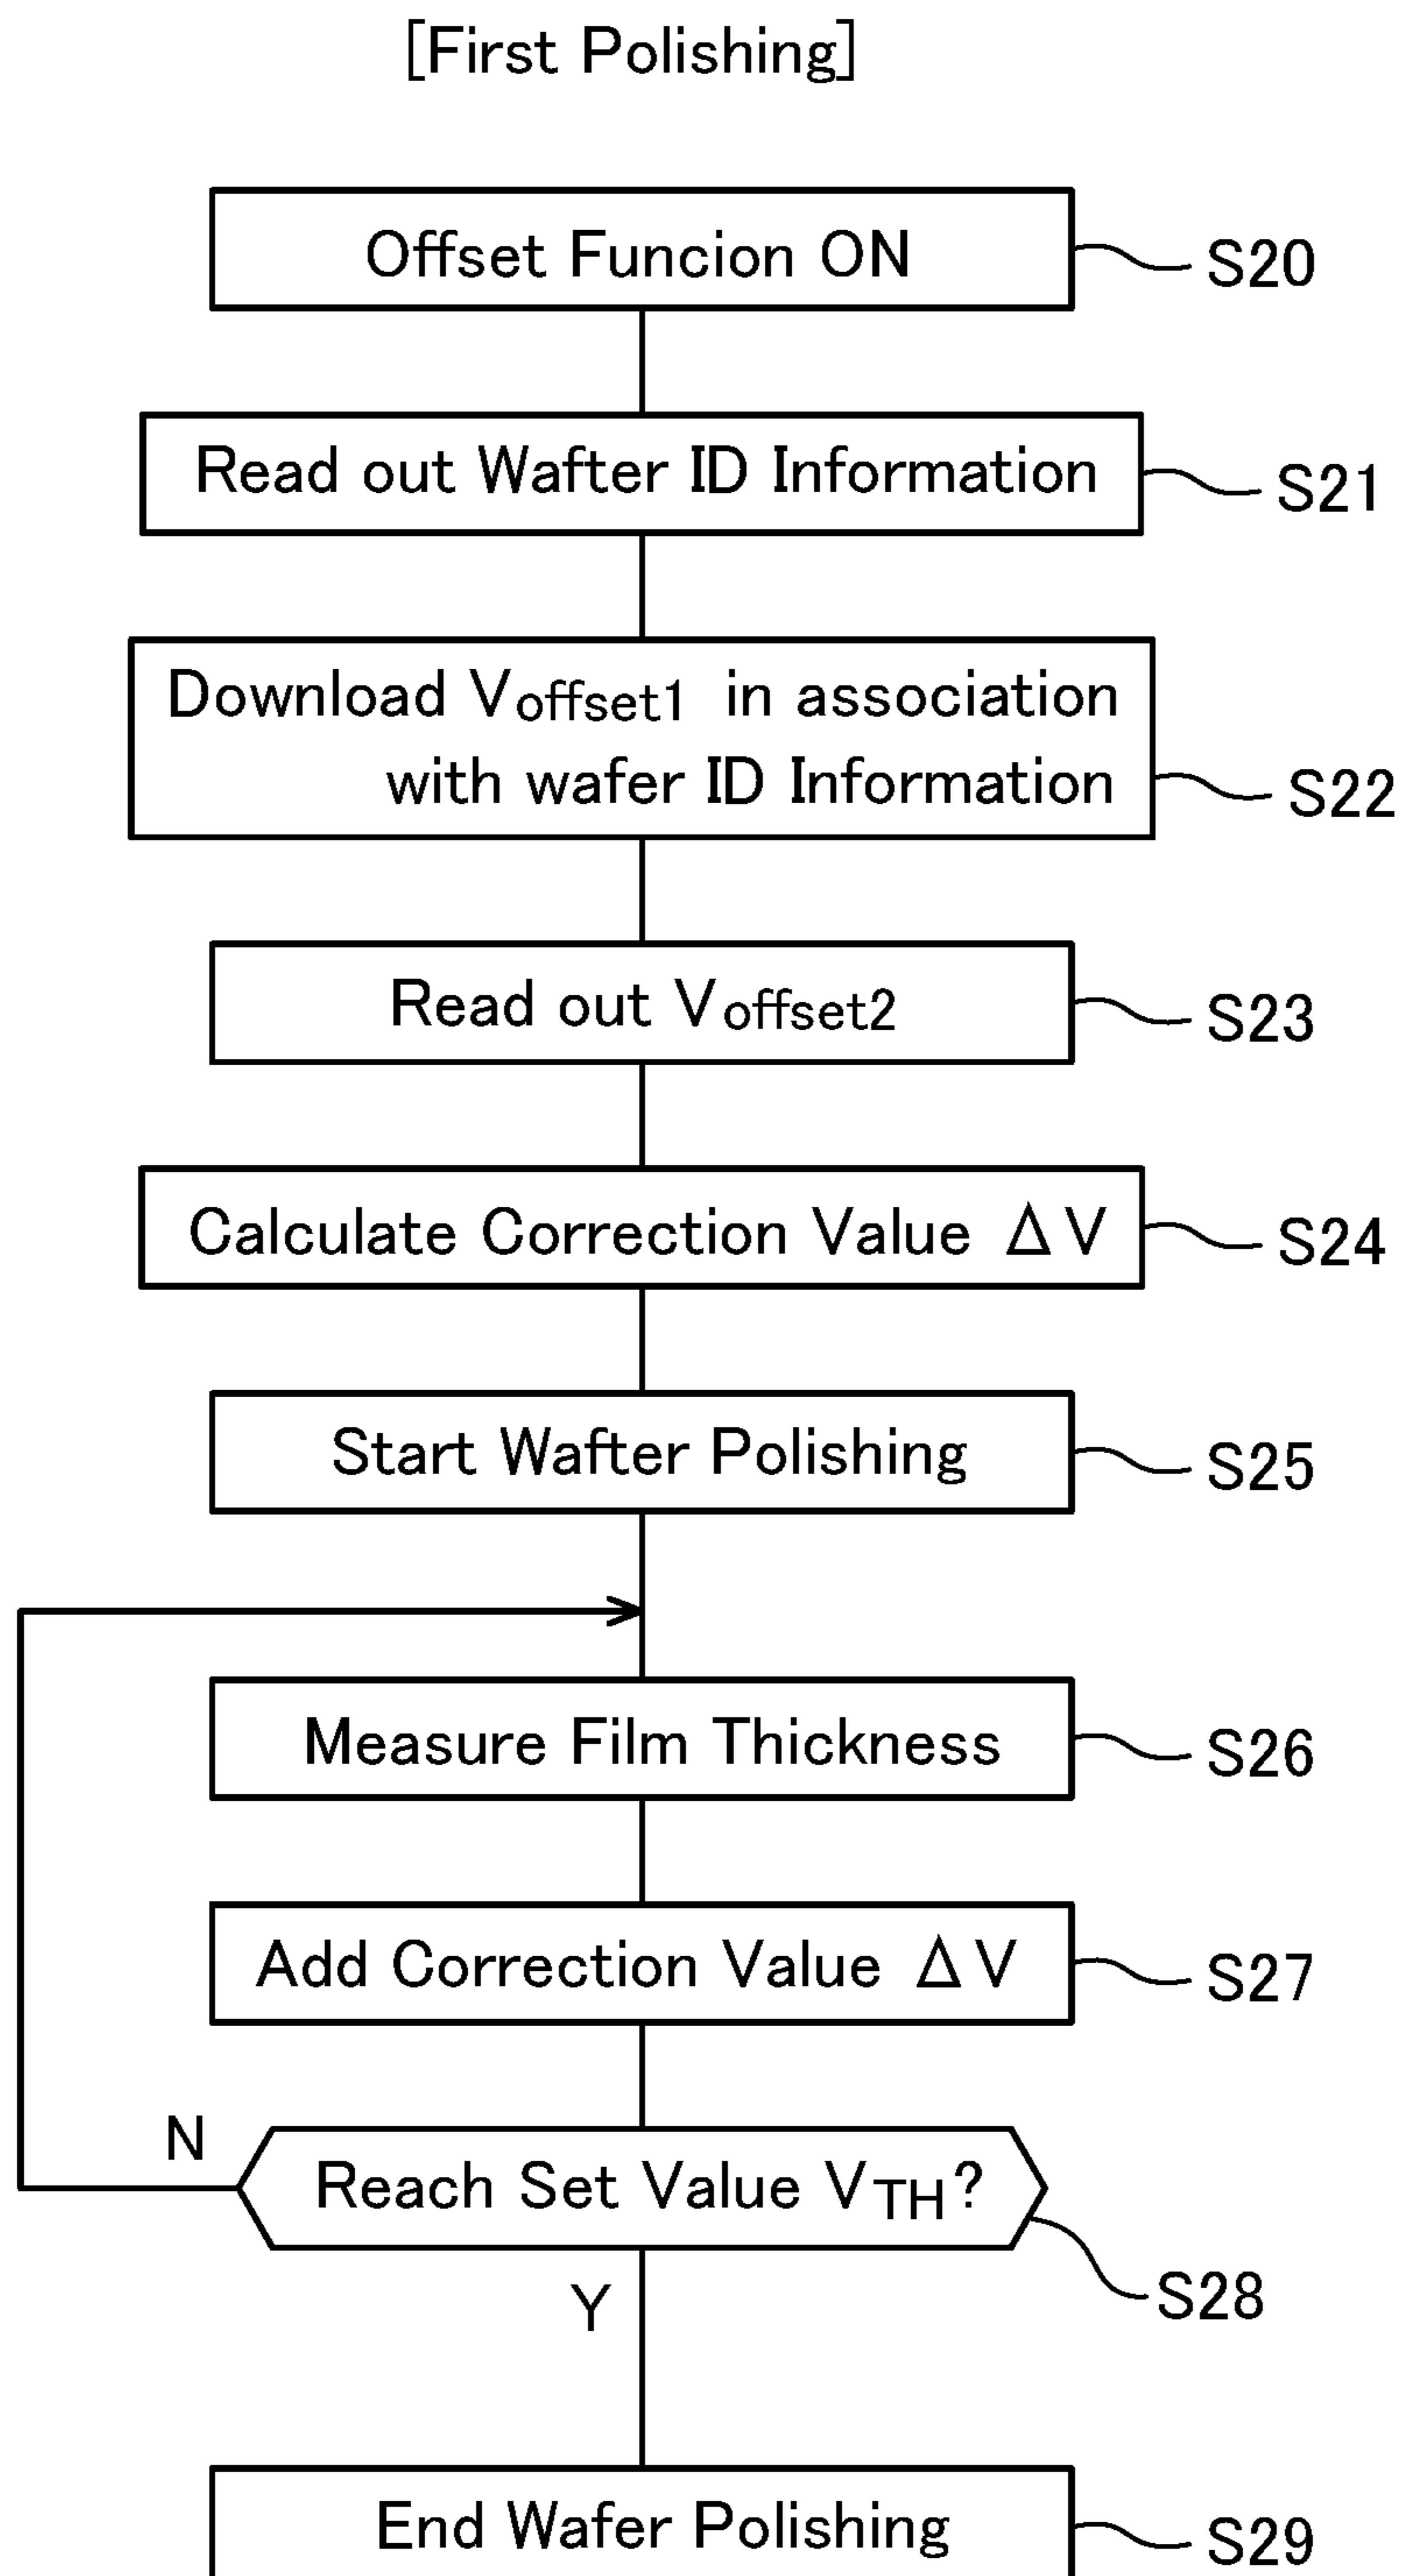 [First Polishing]
Offset Funcion ON
S20
Read out Wafter ID Information
S21
Download Voffset1 in association
with wafer ID Information
S22
Read out Voffset2
S23
Calculate Correction Value ΔV
S24
Start Wafter Polishing
S25
Measure Film Thickness
S26
Add Correction Value ΔV
S27
N
Reach Set Value VTH?
S28
Y
End Wafer Polishing
S29